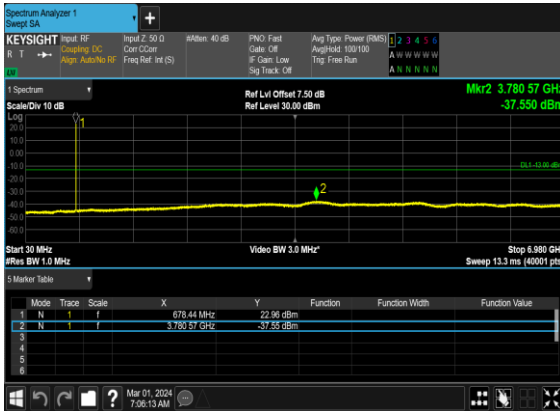 Spectrum Analyzer 1
Swept SA
+
KEYSIGHT Input: RF Input Z: 50 Ω #Atten: 40 dB PNO: Fast Avg Type: Power (RMS) 1 2 3 4 5 6
R T Coupling: DC Corr CCorr Gate: Off Avg|Hold: 100/100 A W W W W W
Align: Auto/No RF Freq Ref: Int (S) IF Gain: Low Trig: Free Run
LXI Sig Track: Off A N N N N N
1 Spectrum Ref Lvl Offset 7.50 dB Mkr2 3.780 57 GHz
Scale/Div 10 dB Ref Level 30.00 dBm -37.550 dBm
Log
20.0
10.0
0.00
-10.0
DL1 -13.00 dBm
-20.0
-30.0
-40.0
-50.0
-60.0
1
2
Start 30 MHz Video BW 3.0 MHz* Stop 6.980 GHz
#Res BW 1.0 MHz Sweep 13.3 ms (40001 pts)
5 Marker Table
Mode Trace Scale X Y Function Function Width Function Value
1 N 1 f 678.44 MHz 22.96 dBm
2 N 1 f 3.780 57 GHz -37.55 dBm
3
4
5
6
? Mar 01, 2024
7:06:13 AM